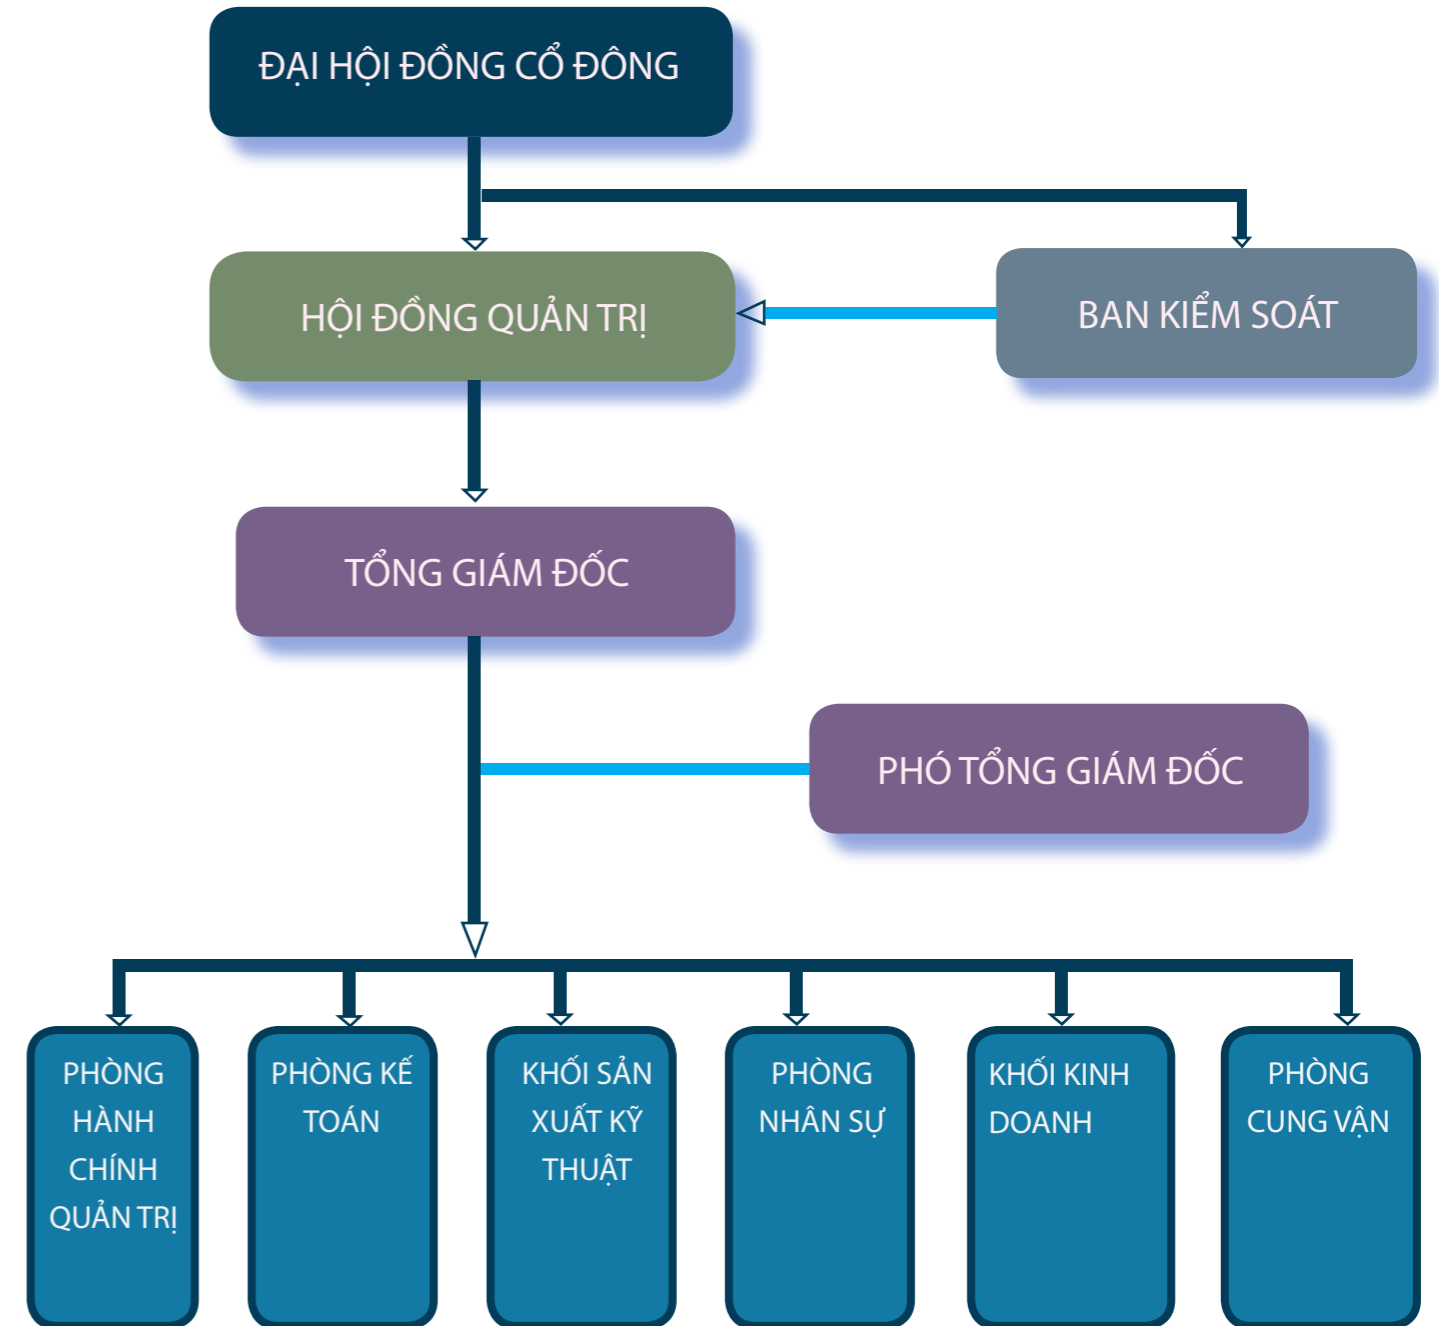 ĐẠI HỘI ĐỒNG CỔ ĐÔNG
HỘI ĐỒNG QUẢN TRỊ
BAN KIỂM SOÁT
TỔNG GIÁM ĐỐC
PHÓ TỔNG GIÁM ĐỐC
PHÒNG
HÀNH
CHÍNH
QUẢN TRỊ
PHÒNG KẾ
TOÁN
KHỐI SẢN
XUẤT KỸ
THUẬT
PHÒNG
NHÂN SỰ
KHỐI KINH
DOANH
PHÒNG
CUNG VẬN